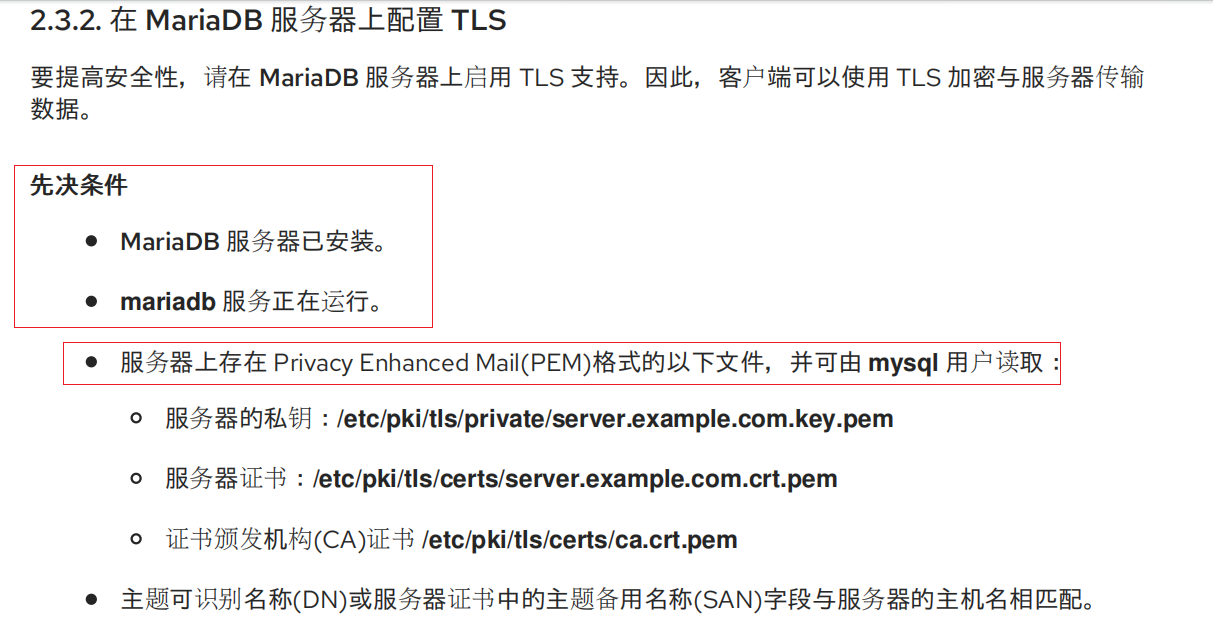 2.3.2. 在 MariaDB 服务器上配置 TLS
要提高安全性，请在 MariaDB 服务器上启用 TLS 支持。因此，客户端可以使用 TLS 加密与服务器传输
数据。
先决条件
● MariaDB 服务器已安装。
● mariadb 服务正在运行。
● 服务器上存在 Privacy Enhanced Mail(PEM)格式的以下文件，并可由 mysql 用户读取：
○ 服务器的私钥：/etc/pki/tls/private/server.example.com.key.pem
○ 服务器证书：/etc/pki/tls/certs/server.example.com.crt.pem
○ 证书颁发机构(CA)证书 /etc/pki/tls/certs/ca.crt.pem
● 主题可识别名称(DN)或服务器证书中的主题备用名称(SAN)字段与服务器的主机名相匹配。